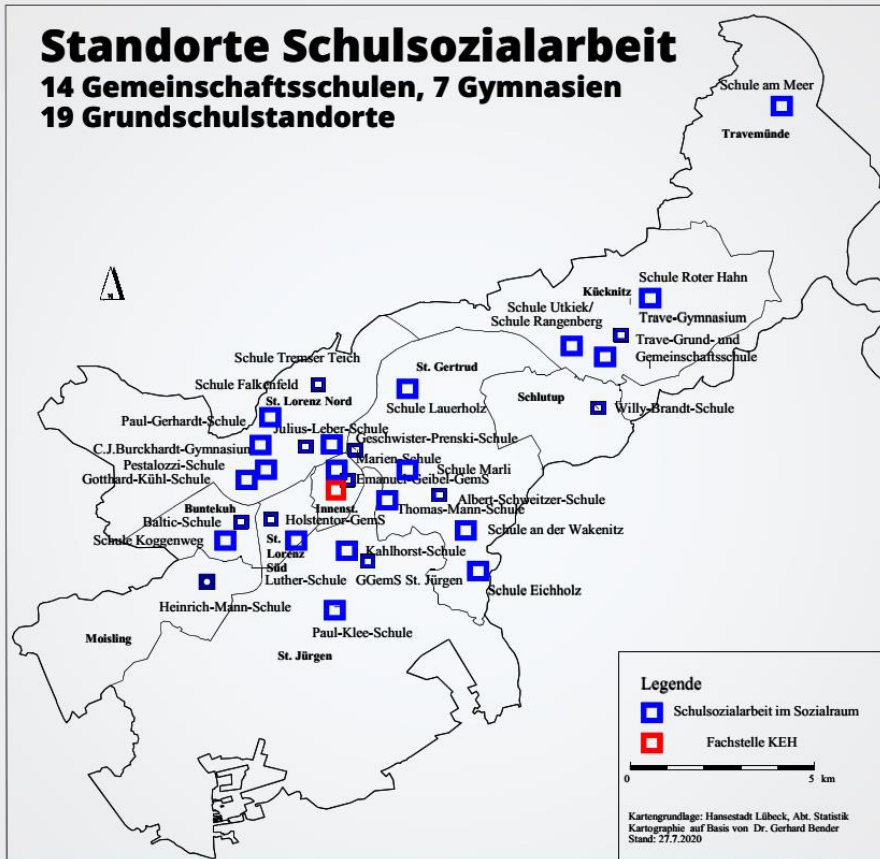 Standorte Schulsozialarbeit
14 Gemeinschaftsschulen, 7 Gymnasien
19 Grundschulstandorte
Schule am Meer
Travemünde
Schule Roter Hahn
Kücknitz
Schule Utkiek/
Schule Rangenberg
Trave-Gymnasium
Trave-Grund- und
Gemeinschaftsschule
Schule Tremser Teich
St. Gertrud
Schule Falkenfeld
St. Lorenz Nord
Schlutup
Schule Lauerholz
Willy-Brandt-Schule
Paul-Gerhardt-Schule
Julius-Leber-Schule
Geschwister-Prenski-Schule
C.J.Burckhardt-Gymnasium
Marien-Schule
Pestalozzi-Schule
Schule Marli
Gotthard-Kühl-Schule
Emanuel-Geibel-GemS
Albert-Schweitzer-Schule
Buntekuh
Innenst.
Thomas-Mann-Schule
Baltic-Schule
Holstentor-GemS
Schule an der Wakenitz
Schule Koggenweg
St.
Lorenz
Süd
Kahlhorst-Schule
Luther-Schule
GGemS St. Jürgen
Schule Eichholz
Heinrich-Mann-Schule
Paul-Klee-Schule
Moisling
St. Jürgen
Legende
Schulsozialarbeit im Sozialraum
Fachstelle KEH
0 5 km
Kartengrundlage: Hansestadt Lübeck, Abt. Statistik
Kartographie auf Basis von Dr. Gerhard Bender
Stand: 27.7.2020